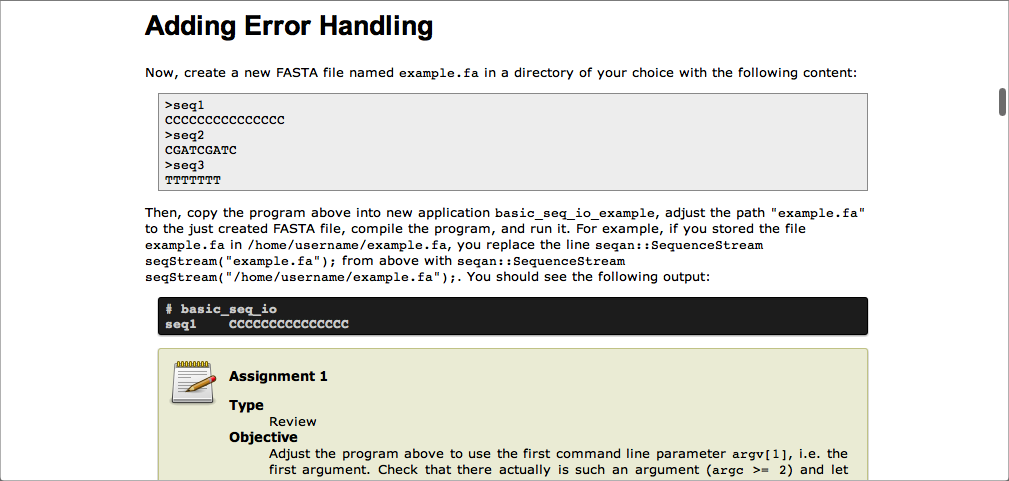 Adding Error Handling
Now, create a new FASTA file named example.fa in a directory of your choice with the following content:
>seq1
CCCCCCCCCCCCCCC
>seq2
CGATCGATC
>seq3
TTTTTTT
Then, copy the program above into new application basic_seq_io_example, adjust the path "example.fa"
to the just created FASTA file, compile the program, and run it. For example, if you stored the file
example.fa in /home/username/example.fa, you replace the line seqan::SequenceStream
seqStream("example.fa"); from above with seqan::SequenceStream
seqStream("/home/username/example.fa");. You should see the following output:
# basic_seq_io
seq1    CCCCCCCCCCCCCCC
Assignment 1
Type
Review
Objective
Adjust the program above to use the first command line parameter argv[1], i.e. the
first argument. Check that there actually is such an argument (argc >= 2) and let